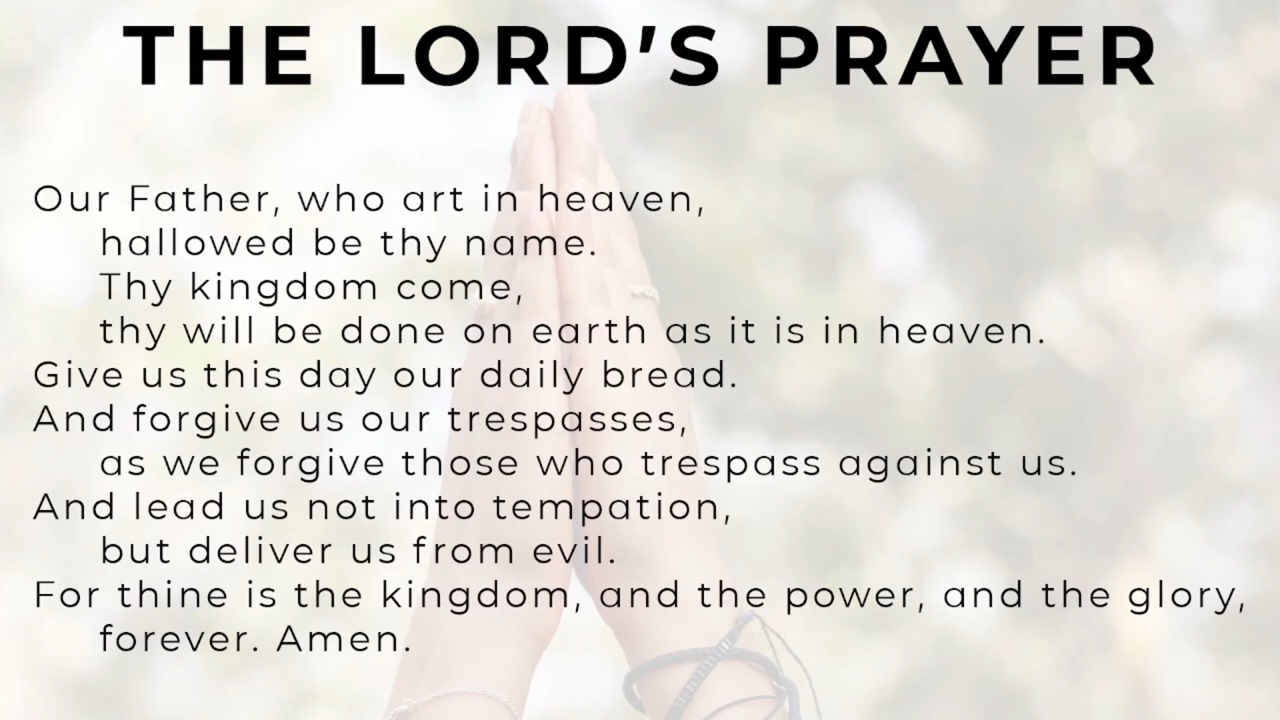 THE LORD'S PRAYER
Our Father, who art in heaven,
hallowed be thy name.
Thy kingdom come,
thy will be done on earth as it is in heaven.
Give us this day our daily bread.
And forgive us our trespasses,
as we forgive those who trespass against us.
And lead us not into tempation,
but deliver us from evil.
For thine is the kingdom, and the power, and the glory,
forever. Amen.